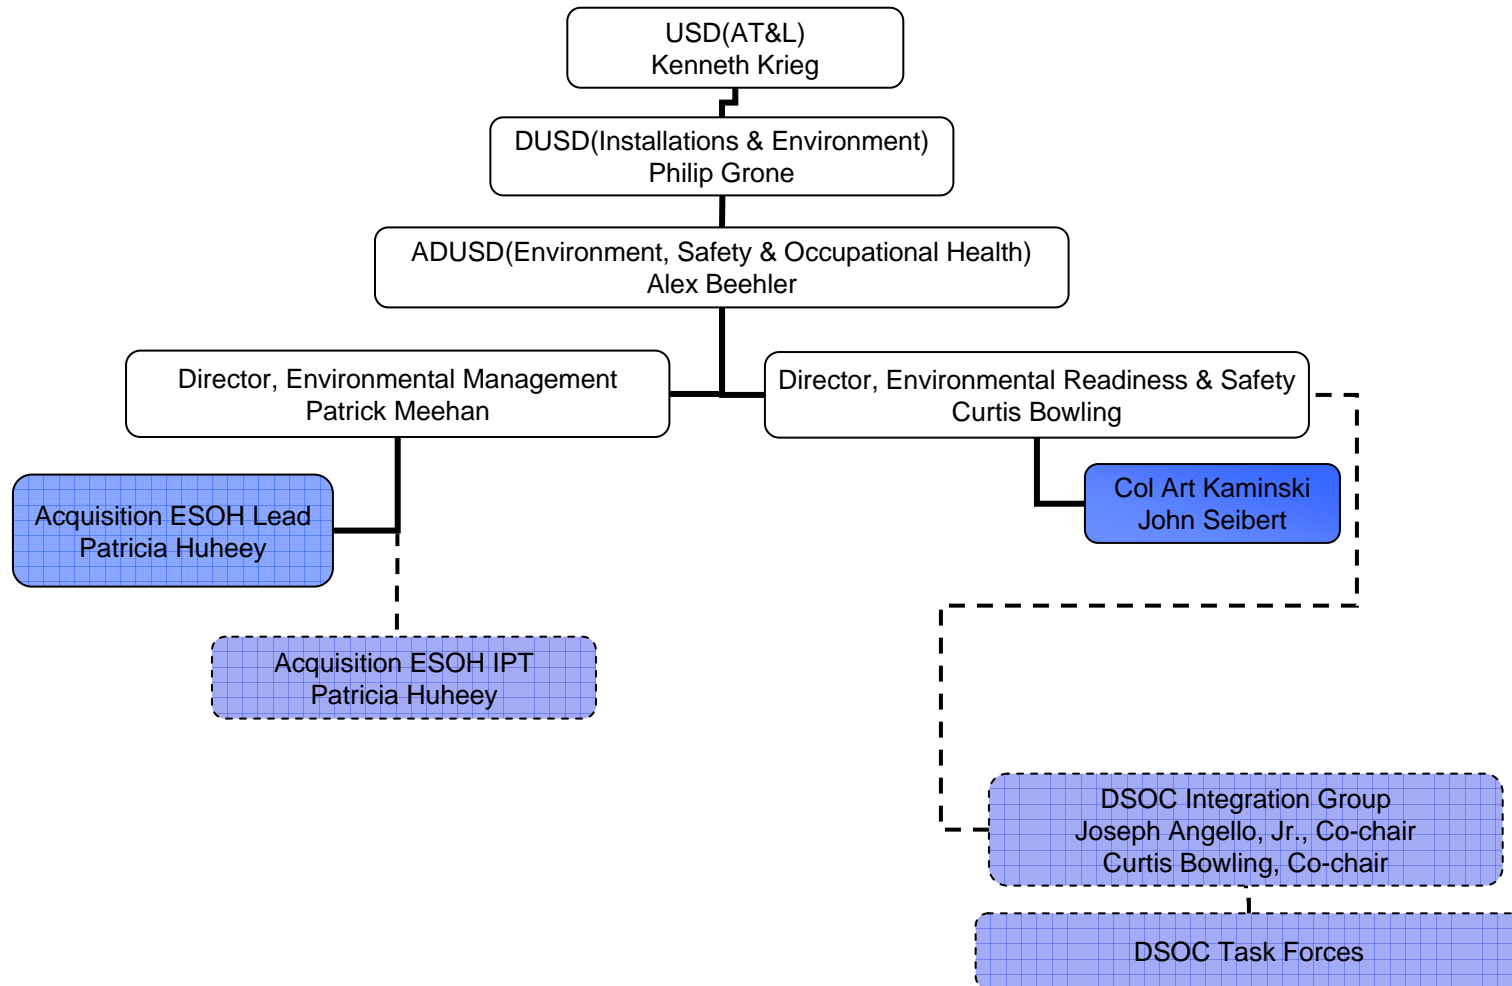 USD(AT&L)
Kenneth Krieg
DUSD(Installations & Environment)
Philip Grone
ADUSD(Environment, Safety & Occupational Health)
Alex Beehler
Director, Environmental Management
Patrick Meehan
Director, Environmental Readiness & Safety
Curtis Bowling
Acquisition ESOH Lead
Patricia Huheey
Col Art Kaminski
John Seibert
Acquisition ESOH IPT
Patricia Huheey
DSOC Integration Group
Joseph Angello, Jr., Co-chair
Curtis Bowling, Co-chair
DSOC Task Forces